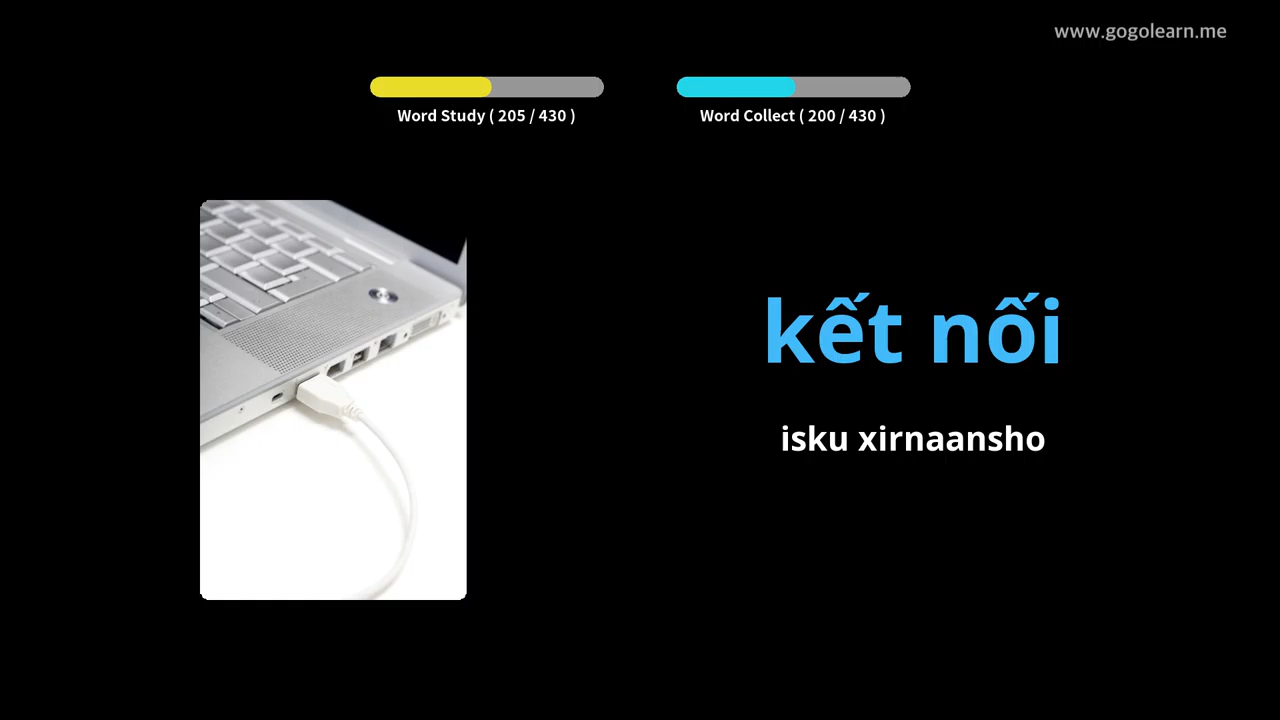 www.gogolearn.me
Word Study ( 205 / 430 )
Word Collect ( 200 / 430 )
kết nối
isku xirnaansho